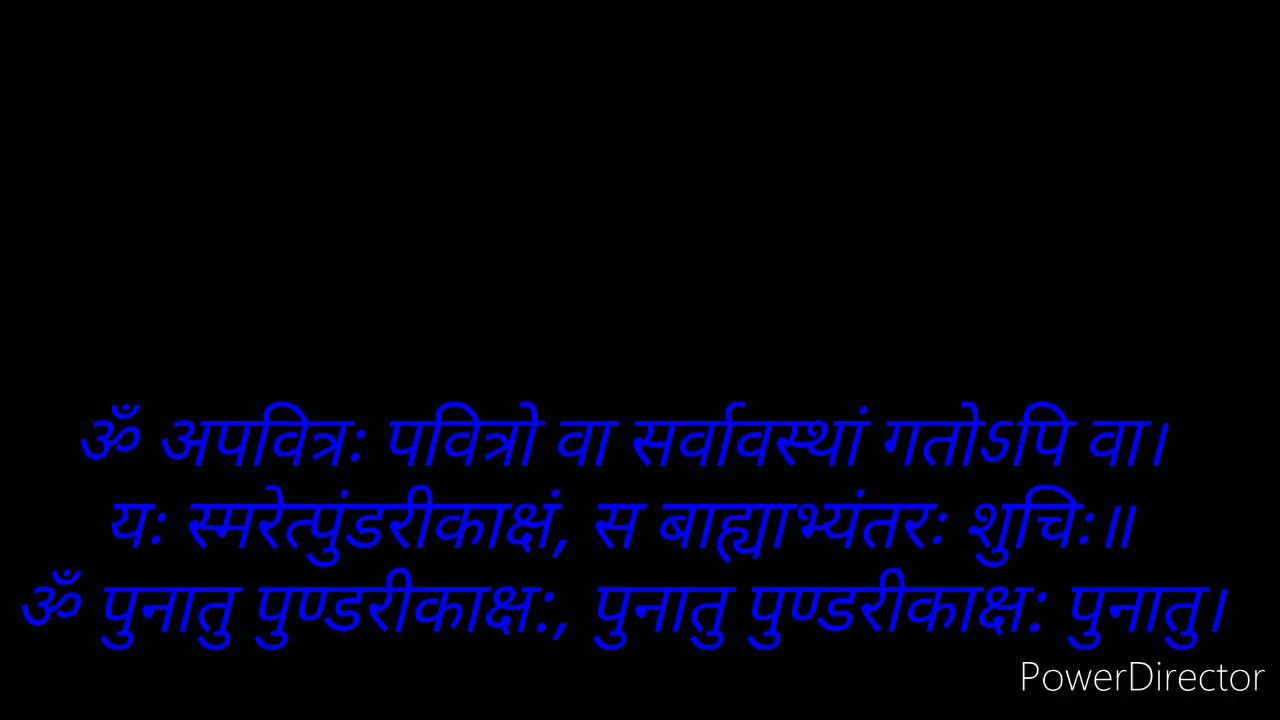 ॐ अपवित्रः पवित्रो वा सर्वावस्थां गतोऽपि वा।
यः स्मरेत्पुंडरीकाक्षं, स बाह्याभ्यंतरः शुचिः॥
ॐ पुनातु पुण्डरीकाक्ष:, पुनातु पुण्डरीकाक्ष: पुनातु।
PowerDirector